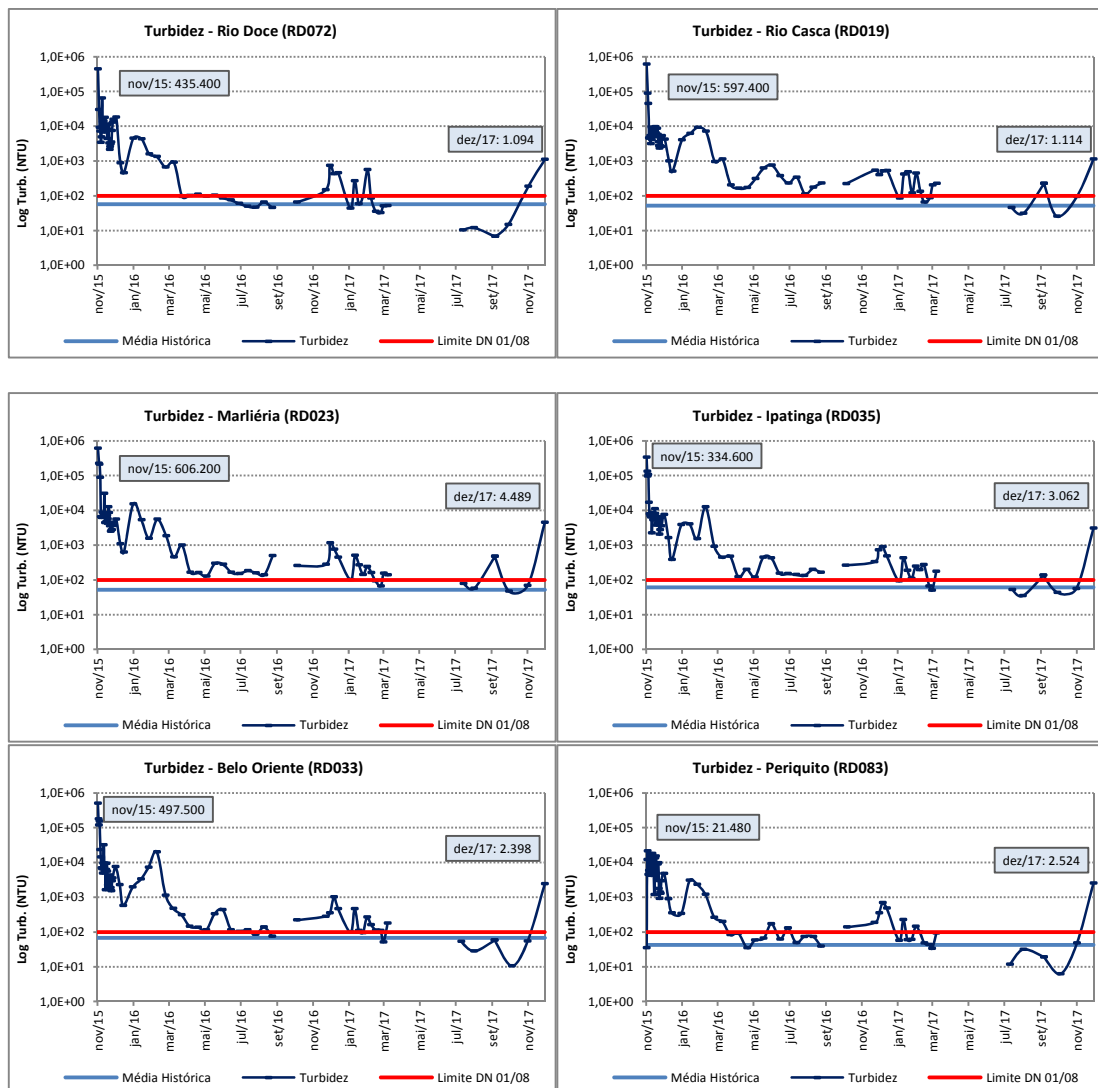 Turbidez - Rio Doce (RD072)
Log Turb. (NTU)
1,0E+06
1,0E+05
1,0E+04
1,0E+03
1,0E+02
1,0E+01
1,0E+00
nov/15: 435.400
dez/17: 1.094
nov/15
jan/16
mar/16
mai/16
jul/16
set/16
nov/16
jan/17
mar/17
mai/17
jul/17
set/17
nov/17
Média Histórica
Turbidez
Limite DN 01/08
Turbidez - Rio Casca (RD019)
Log Turb. (NTU)
1,0E+06
1,0E+05
1,0E+04
1,0E+03
1,0E+02
1,0E+01
1,0E+00
nov/15: 597.400
dez/17: 1.114
nov/15
jan/16
mar/16
mai/16
jul/16
set/16
nov/16
jan/17
mar/17
mai/17
jul/17
set/17
nov/17
Média Histórica
Turbidez
Limite DN 01/08
Turbidez - Marliéria (RD023)
Log Turb. (NTU)
1,0E+06
1,0E+05
1,0E+04
1,0E+03
1,0E+02
1,0E+01
1,0E+00
nov/15: 606.200
dez/17: 4.489
nov/15
jan/16
mar/16
mai/16
jul/16
set/16
nov/16
jan/17
mar/17
mai/17
jul/17
set/17
nov/17
Média Histórica
Turbidez
Limite DN 01/08
Turbidez - Ipatinga (RD035)
Log Turb. (NTU)
1,0E+06
1,0E+05
1,0E+04
1,0E+03
1,0E+02
1,0E+01
1,0E+00
nov/15: 334.600
dez/17: 3.062
nov/15
jan/16
mar/16
mai/16
jul/16
set/16
nov/16
jan/17
mar/17
mai/17
jul/17
set/17
nov/17
Média Histórica
Turbidez
Limite DN 01/08
Turbidez - Belo Oriente (RD033)
Log Turb. (NTU)
1,0E+06
1,0E+05
1,0E+04
1,0E+03
1,0E+02
1,0E+01
1,0E+00
nov/15: 497.500
dez/17: 2.398
nov/15
jan/16
mar/16
mai/16
jul/16
set/16
nov/16
jan/17
mar/17
mai/17
jul/17
set/17
nov/17
Média Histórica
Turbidez
Limite DN 01/08
Turbidez - Periquito (RD083)
Log Turb. (NTU)
1,0E+06
1,0E+05
1,0E+04
1,0E+03
1,0E+02
1,0E+01
1,0E+00
nov/15: 21.480
dez/17: 2.524
nov/15
jan/16
mar/16
mai/16
jul/16
set/16
nov/16
jan/17
mar/17
mai/17
jul/17
set/17
nov/17
Média Histórica
Turbidez
Limite DN 01/08